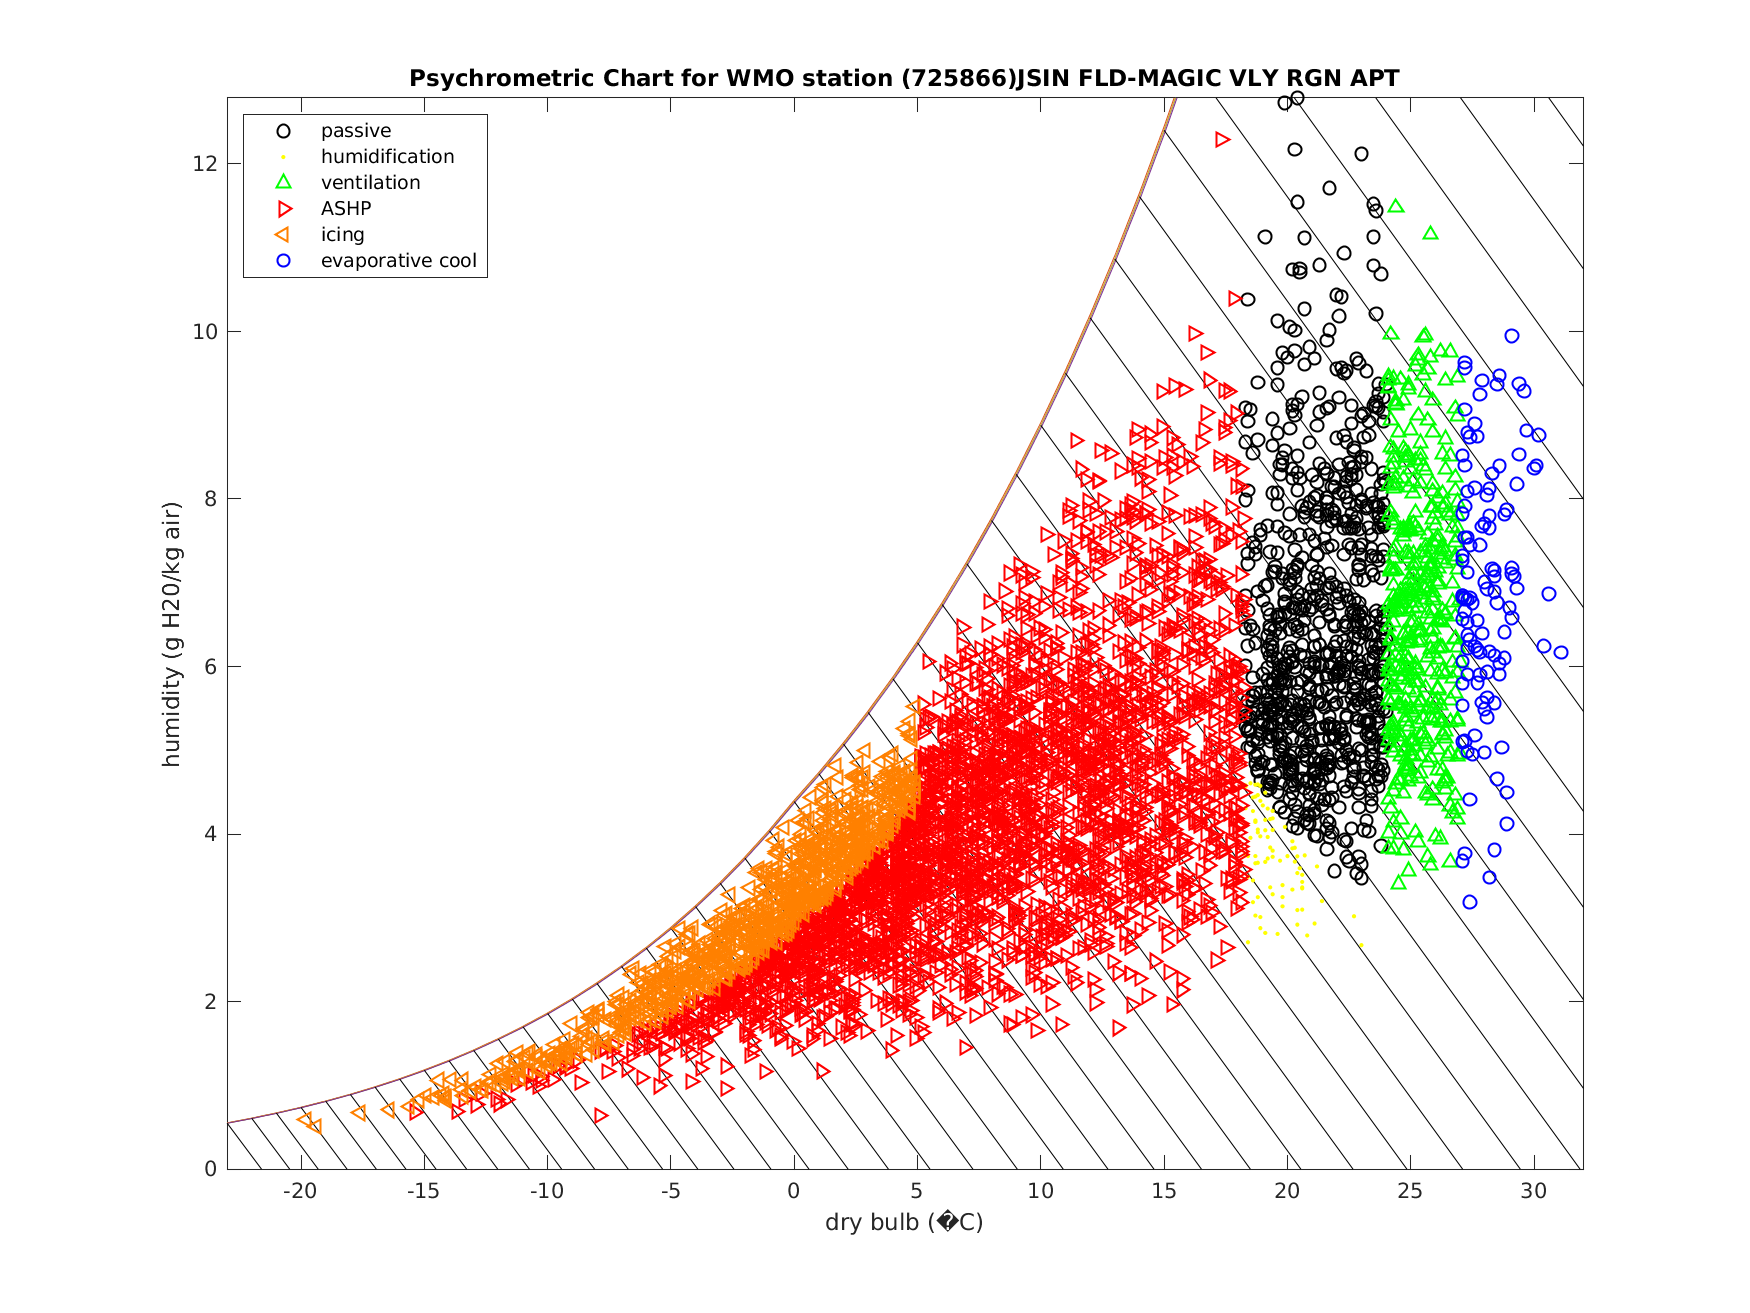 Psychrometric Chart for WMO station (725866)JSIN FLD-MAGIC VLY RGN APT
passive
humidification
ventilation
ASHP
icing
evaporative cool
humidity (g H20/kg air)
12
10
8
6
4
2
0
-20 -15 -10 -5 0 5 10 15 20 25 30
dry bulb (�C)